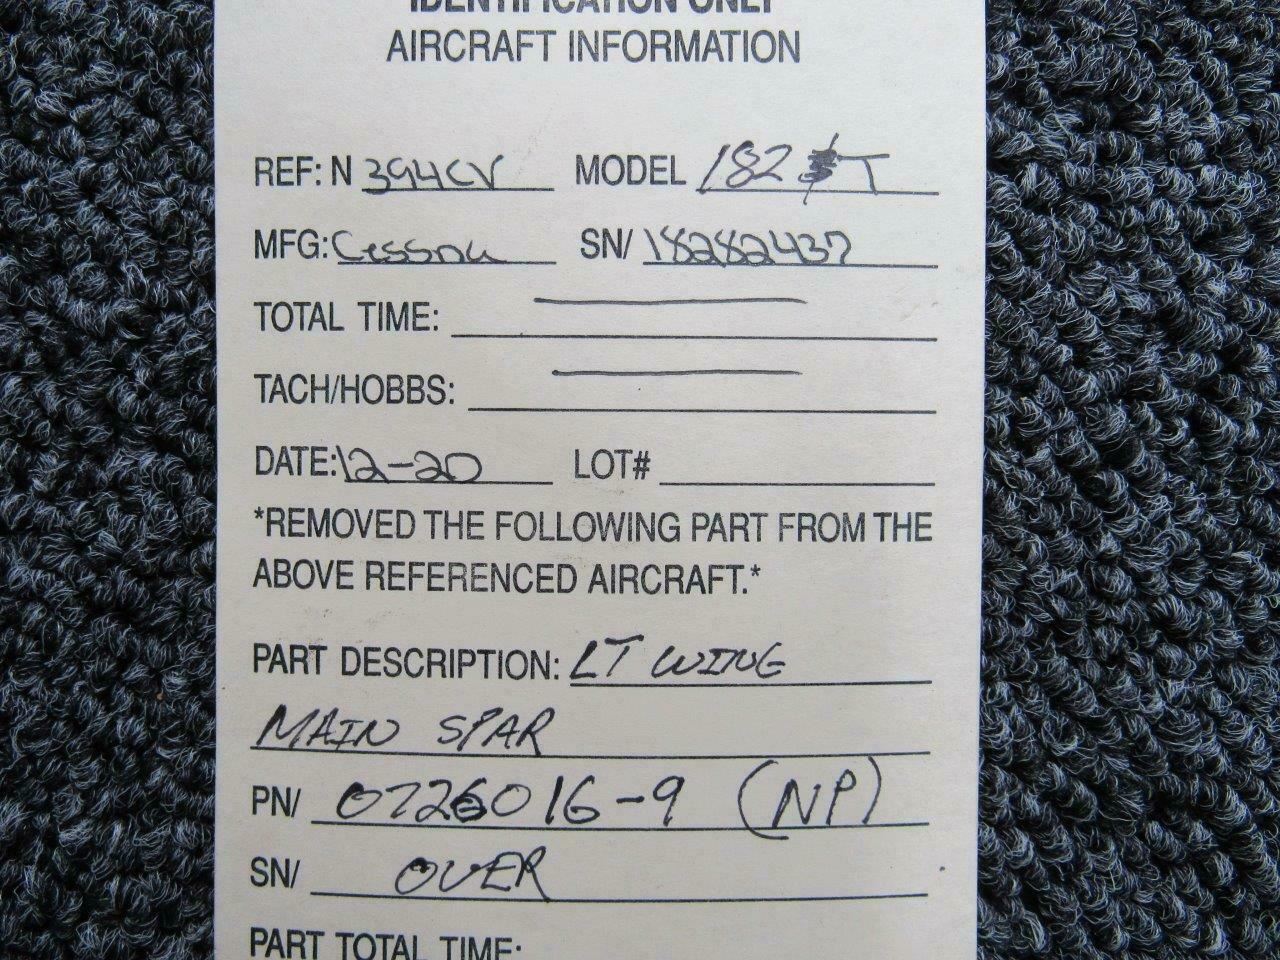 IDENTIFICATION ONLY
AIRCRAFT INFORMATION
REF: N 394CV MODEL 182 T
MFG: Cessna SN/ 18282437
TOTAL TIME:
TACH/HOBBS:
DATE: 12-20 LOT#
*REMOVED THE FOLLOWING PART FROM THE
ABOVE REFERENCED AIRCRAFT.*
PART DESCRIPTION: LT WING
MAIN SPAR
PN/ 0726016-9 (NP)
SN/ OVER
PART TOTAL TIME: